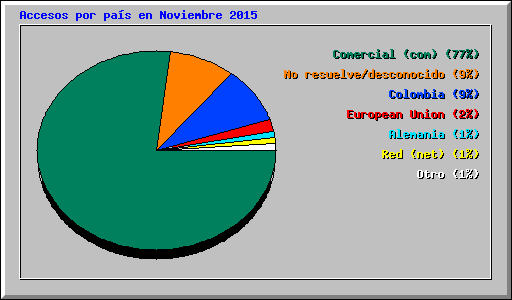 Accesos por país en Noviembre 2015
Comercial (com) (77%)
No resuelve/desconocido (9%)
Colombia (9%)
European Union (2%)
Alemania (1%)
Red (net) (1%)
Otro (1%)